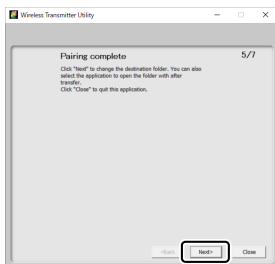 Wireless Transmitter Utility
Pairing complete
5/7
Click "Next" to change the destination folder. You can also
select the application to open the folder with after
transfer.
Click "Close" to quit this application.
<Back
Next>
Close